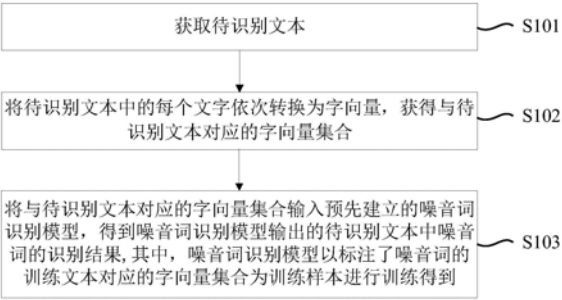 获取待识别文本
S101
将待识别文本中的每个文字依次转换为字向量，获得与待
识别文本对应的字向量集合
S102
将与待识别文本对应的字向量集合输入预先建立的噪音词
识别模型，得到噪音词识别模型输出的待识别文本中噪音
词的识别结果,其中，噪音词识别模型以标注了噪音词的
训练文本对应的字向量集合为训练样本进行训练得到
S103